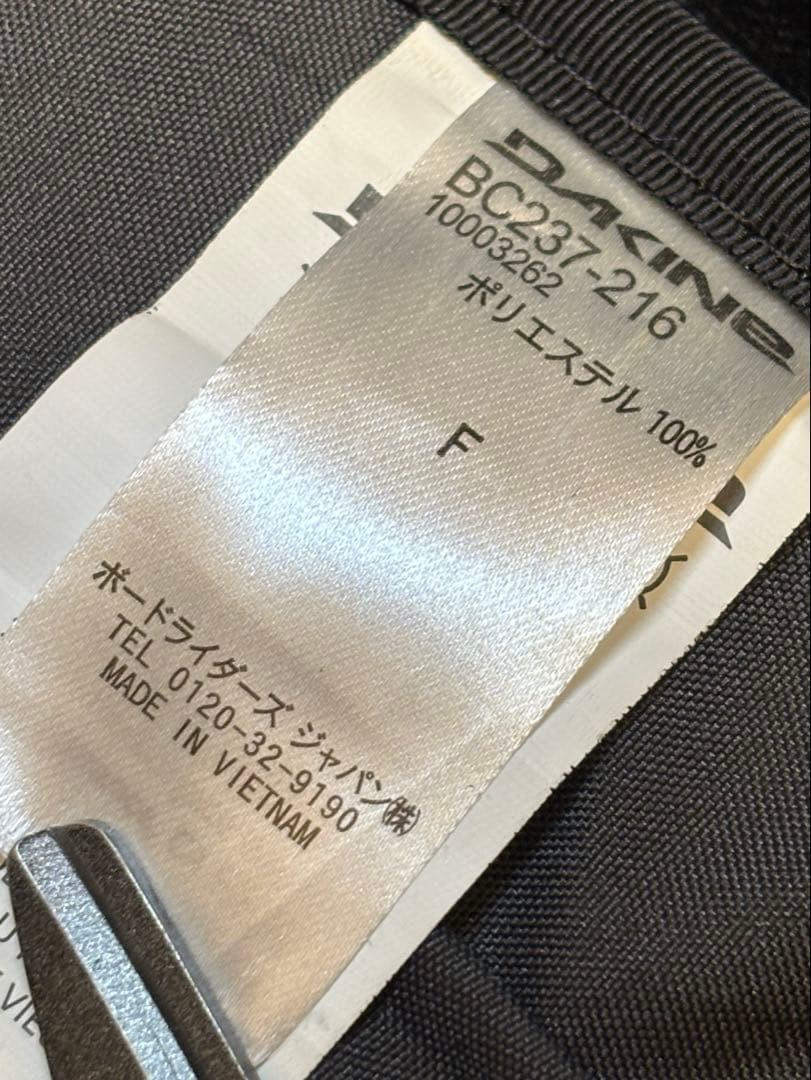 DAKINE
BC237-216
10003262
ポリエステル 100%
F
ボードライダーズ ジャパン㈱
TEL 0120-32-9190
MADE IN VIETNAM